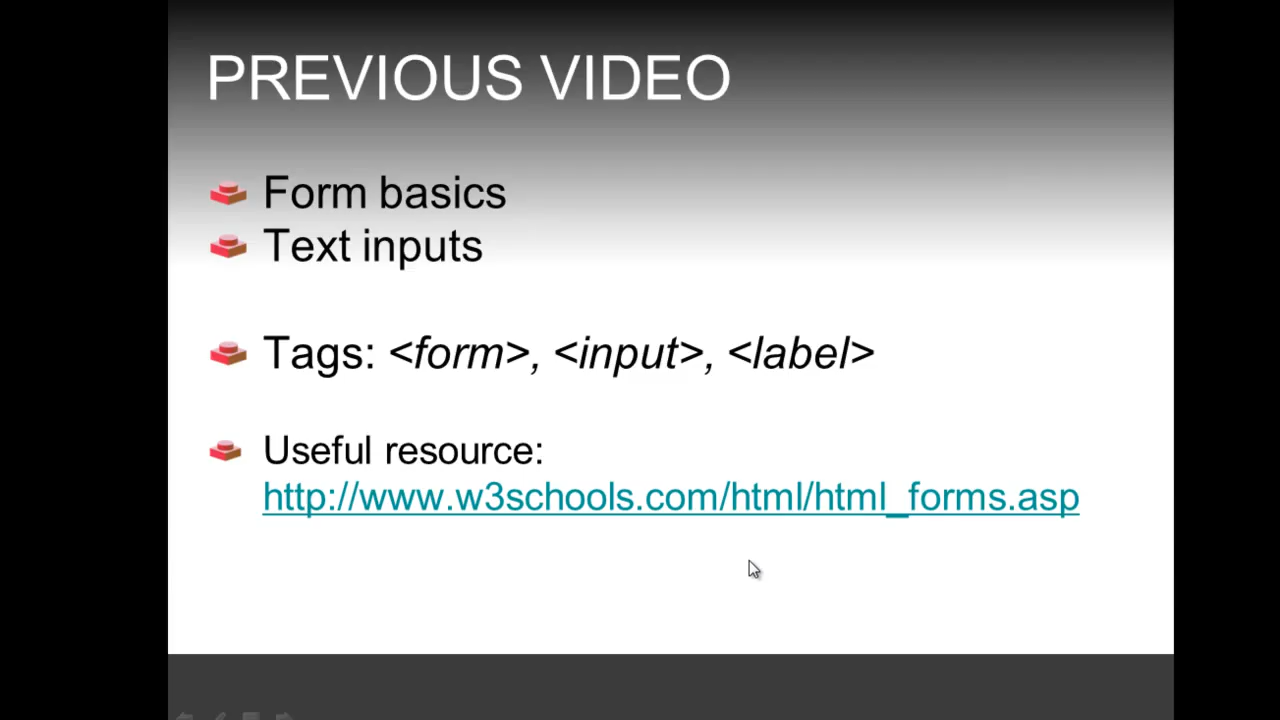 PREVIOUS VIDEO
Form basics
Text inputs
Tags: <form>, <input>, <label>
Useful resource:
http://www.w3schools.com/html/html_forms.asp